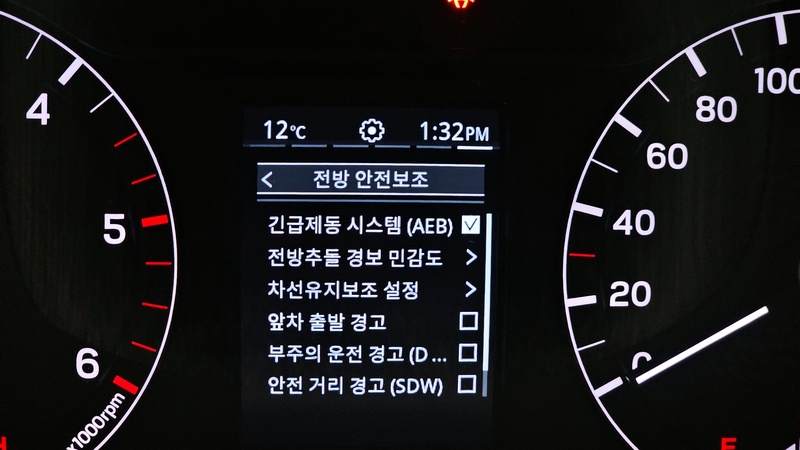 12°C 1:32PM
< 전방 안전보조
긴급제동 시스템 (AEB)
전방추돌 경보 민감도 >
차선유지보조 설정 >
앞차 출발 경고
부주의 운전 경고 (D ...
안전 거리 경고 (SDW)
4
5
6
x1000rpm
H
100
80
60
40
20
0
E